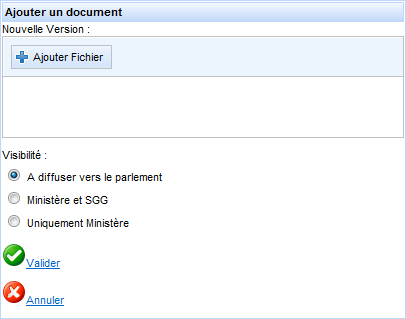 Ajouter un document
Nouvelle Version :
Ajouter Fichier
Visibilité :
A diffuser vers le parlement
Ministère et SGG
Uniquement Ministère
Valider
Annuler